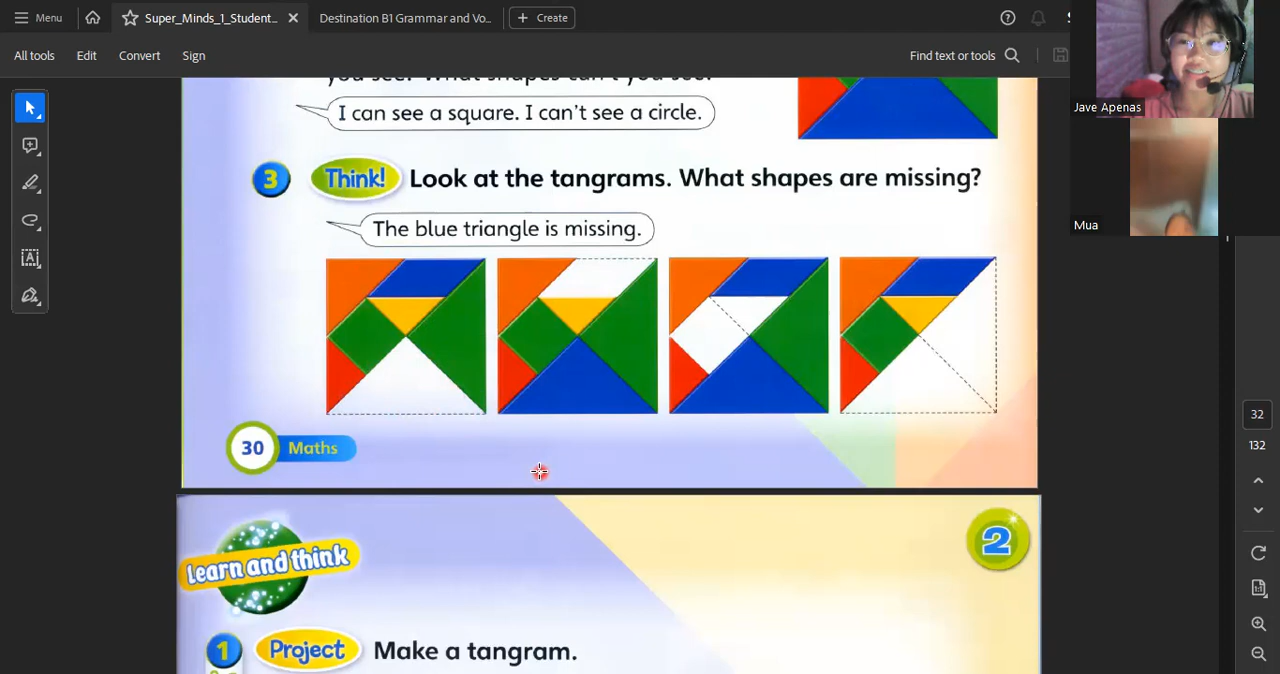 Menu
Super_Minds_1_Student...
Destination B1 Grammar and Vo...
Create
All tools
Edit
Convert
Sign
Find text or tools
Jave Apenas
Mua
I can see a square. I can't see a circle.
3 Think! Look at the tangrams. What shapes are missing?
The blue triangle is missing.
30 Maths
32
132
Learn and think
2
1 Project Make a tangram.